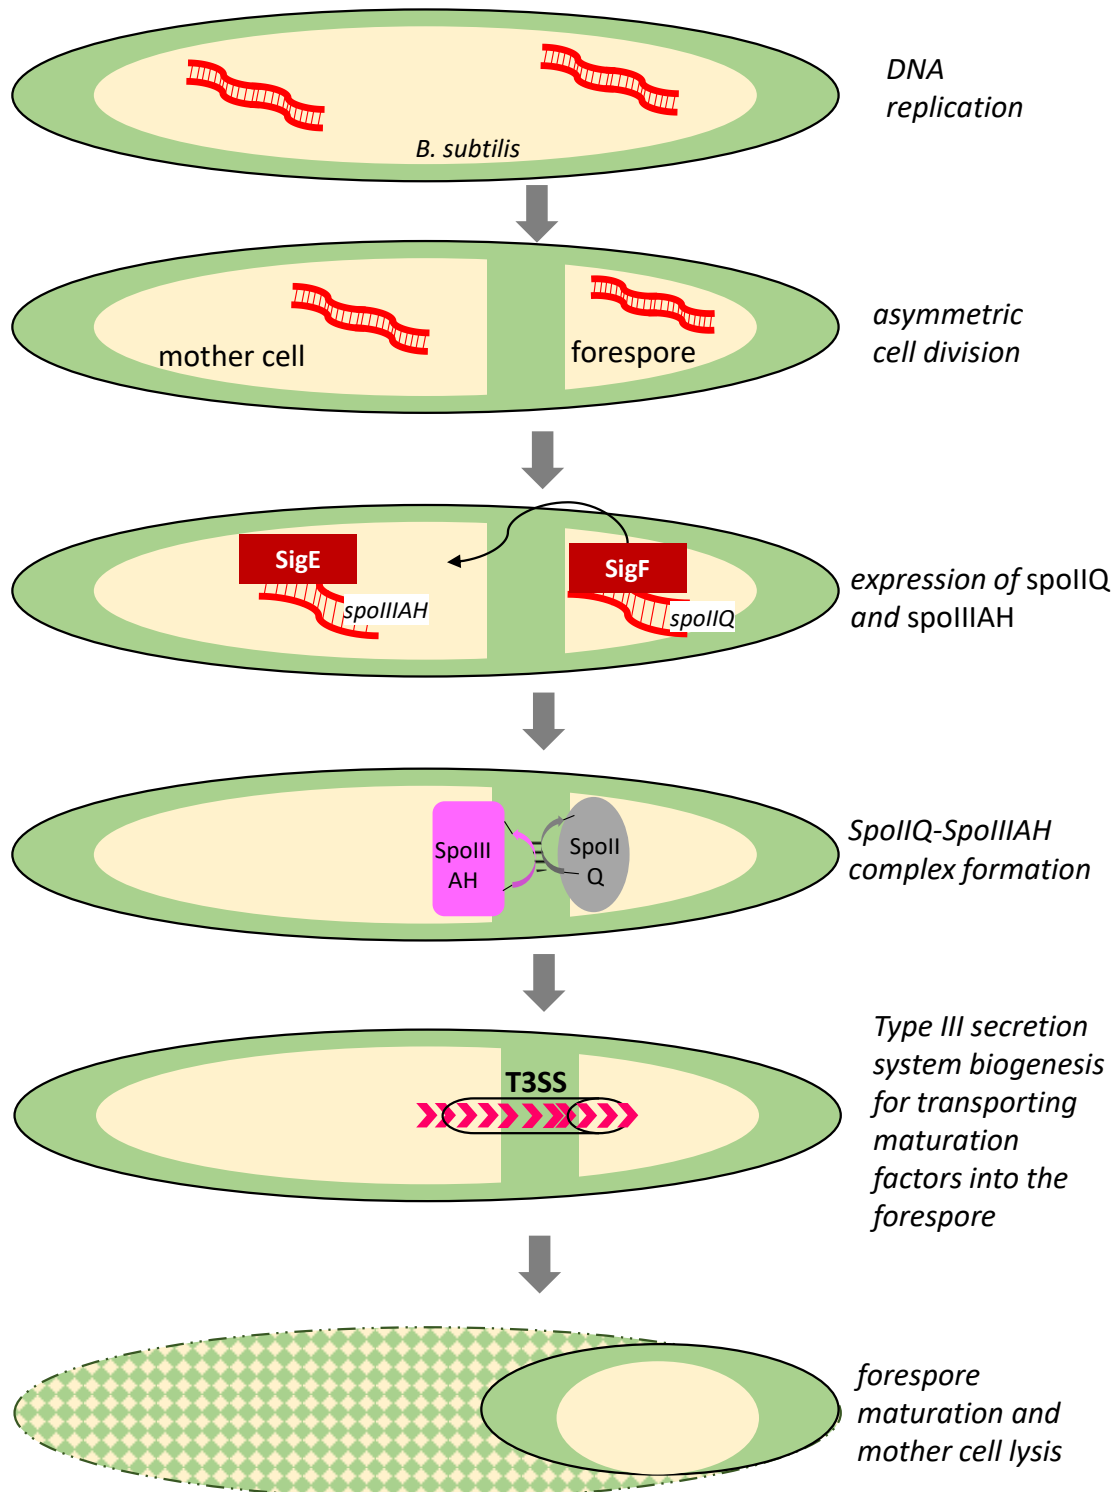 DNA
replication
B. subtilis
mother cell
forespore
asymmetric
cell division
SigE
spoIIIAH
SigF
spoIIQ
expression of spoIIQ
and spoIIIAH
SpoIII
AH
SpoII
Q
SpoIIQ-SpoIIIAH
complex formation
T3SS
Type III secretion
system biogenesis
for transporting
maturation
factors into the
forespore
forespore
maturation and
mother cell lysis